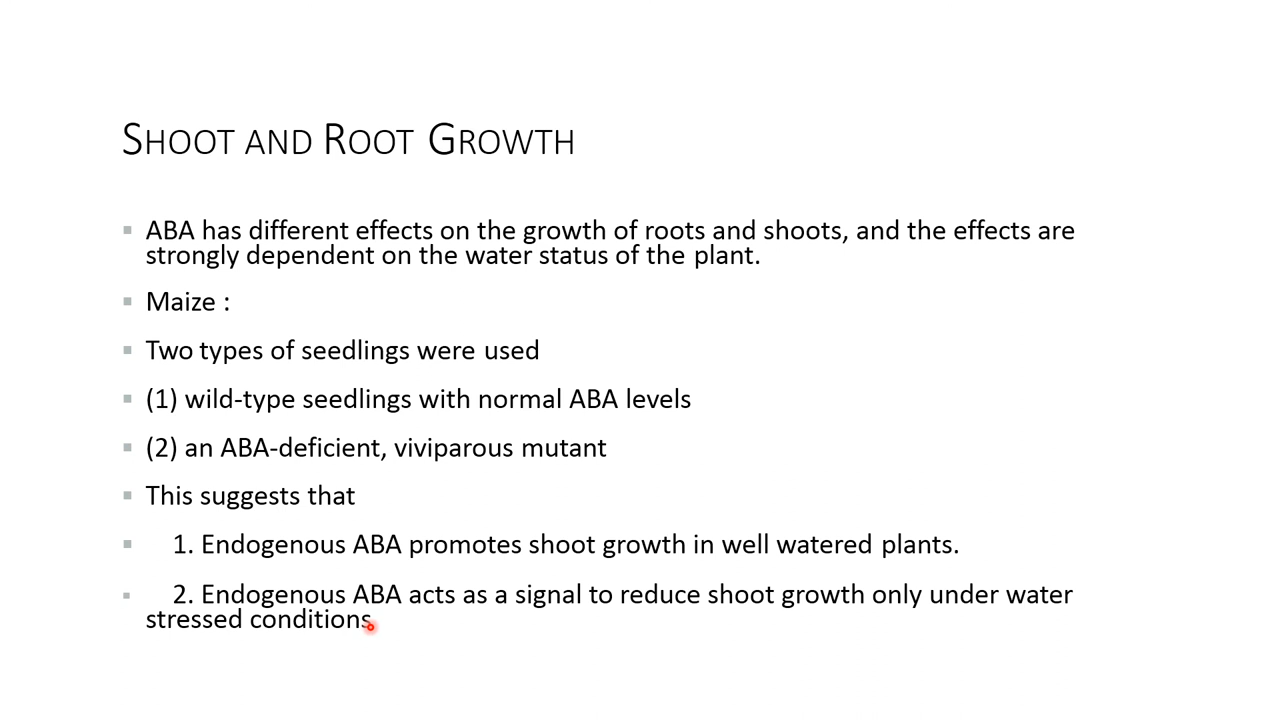 SHOOT AND ROOT GROWTH
ABA has different effects on the growth of roots and shoots, and the effects are
strongly dependent on the water status of the plant.
Maize :
Two types of seedlings were used
(1) wild-type seedlings with normal ABA levels
(2) an ABA-deficient, viviparous mutant
This suggests that
1. Endogenous ABA promotes shoot growth in well watered plants.
2. Endogenous ABA acts as a signal to reduce shoot growth only under water
stressed conditions.